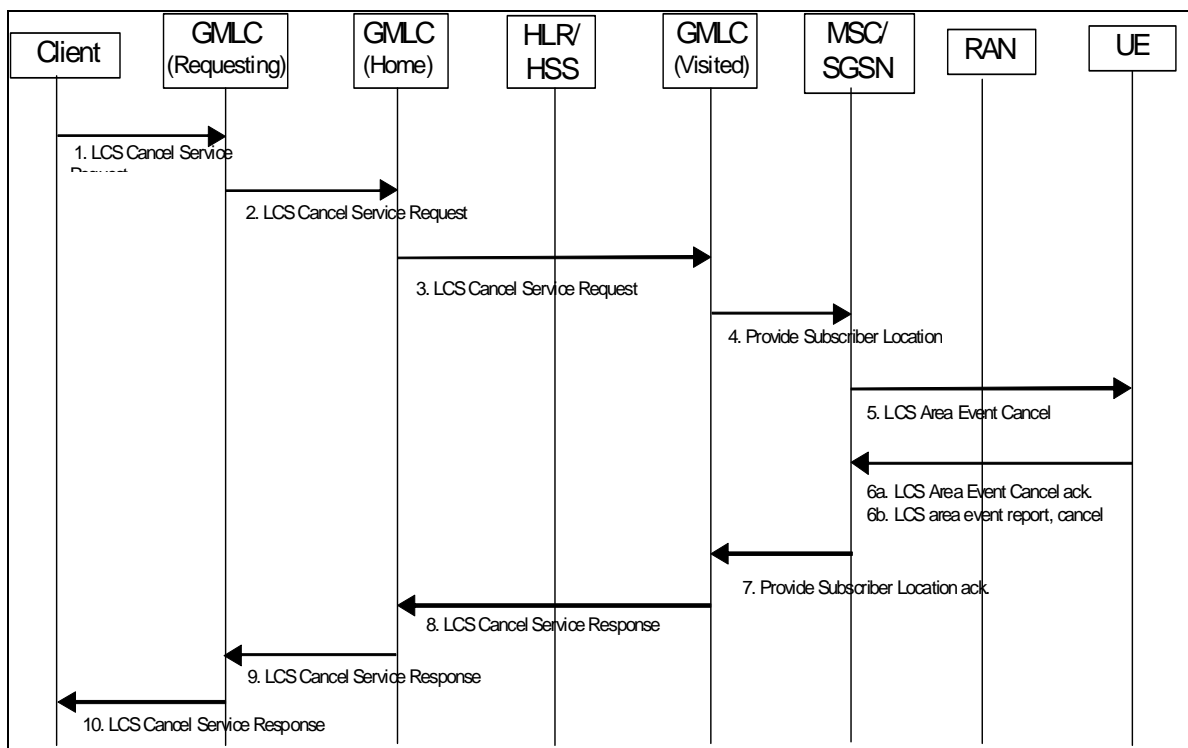 Client
GMLC
(Requesting)
GMLC
(Home)
HLR/
HSS
GMLC
(Visited)
MSC/
SGSN
RAN
UE
1. LCS Cancel Service
Request
2. LCS Cancel Service Request
3. LCS Cancel Service Request
4. Provide Subscriber Location
5. LCS Area Event Cancel
6a. LCS Area Event Cancel ack.
6b. LCS area event report, cancel
7. Provide Subscriber Location ack.
8. LCS Cancel Service Response
9. LCS Cancel Service Response
10. LCS Cancel Service Response